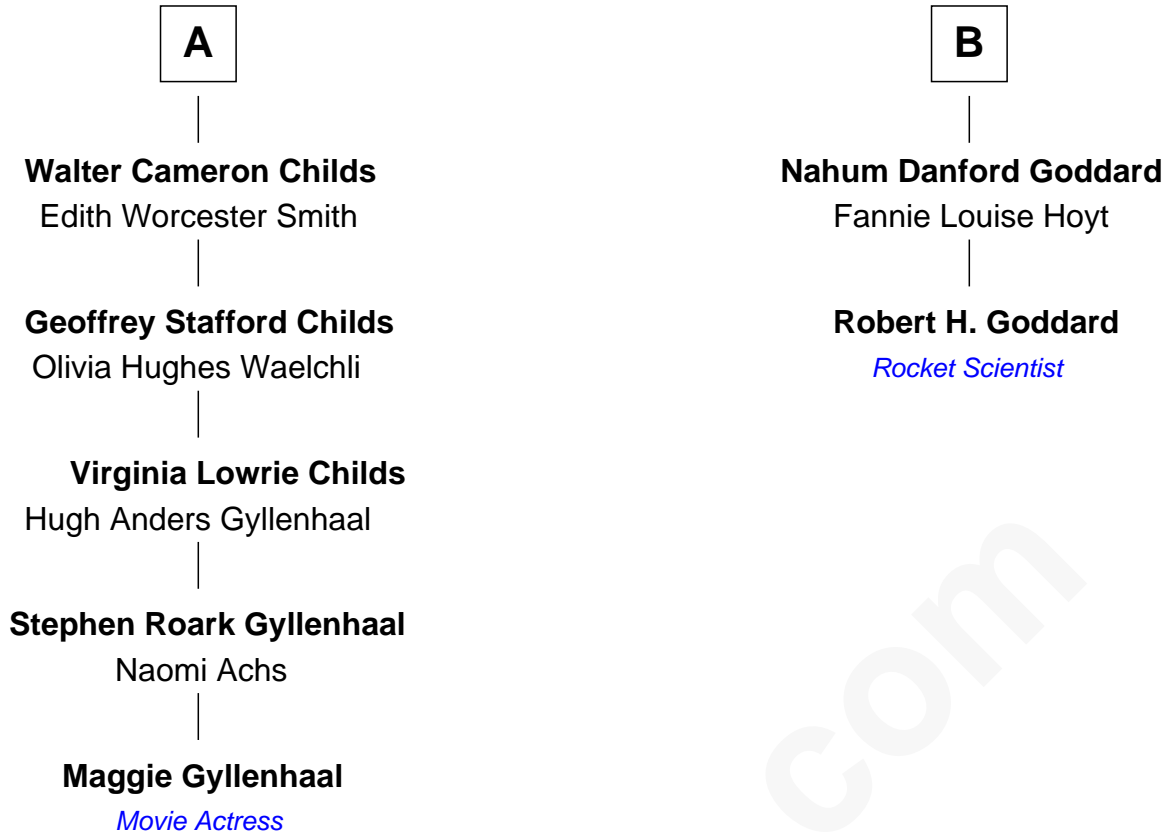 A
Walter Cameron Childs
Edith Worcester Smith
Geoffrey Stafford Childs
Olivia Hughes Waelchli
Virginia Lowrie Childs
Hugh Anders Gyllenhaal
Stephen Roark Gyllenhaal
Naomi Achs
Maggie Gyllenhaal
Movie Actress
B
Nahum Danford Goddard
Fannie Louise Hoyt
Robert H. Goddard
Rocket Scientist
com